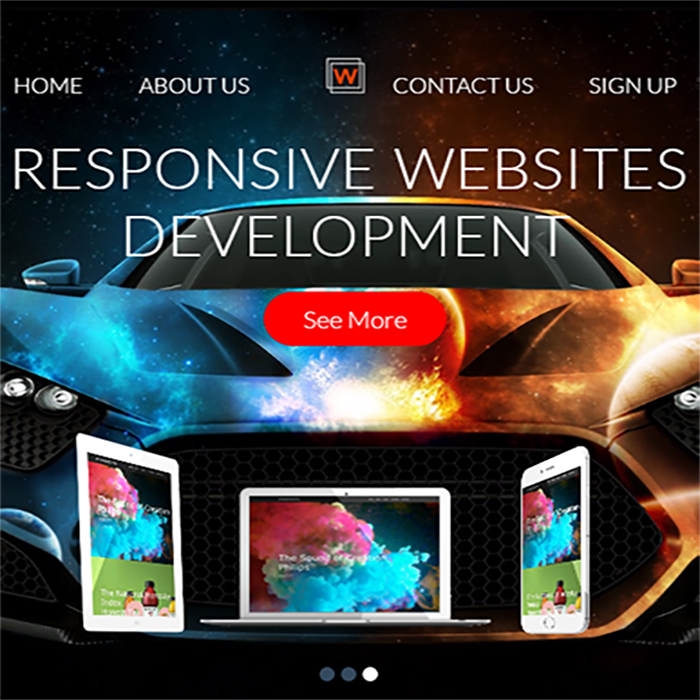 HOME ABOUT US W CONTACT US SIGN UP
RESPONSIVE WEBSITES
DEVELOPMENT
See More
The Sound of Creation
Philips